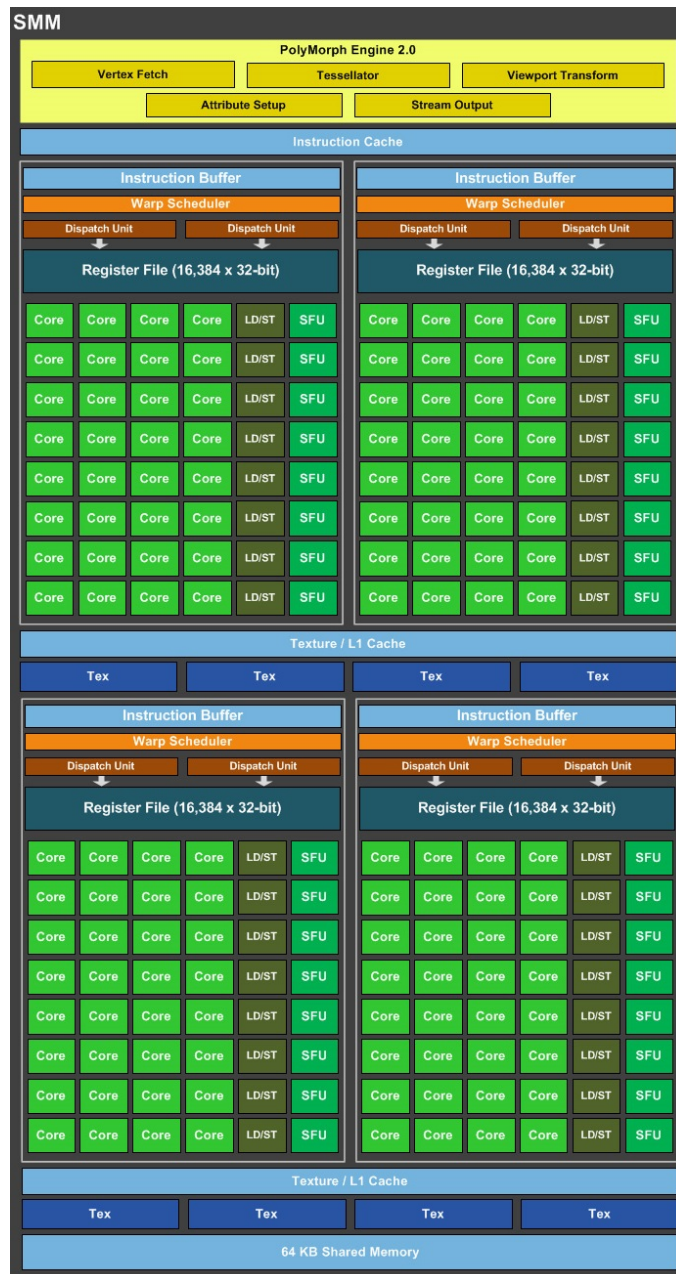 SMM
PolyMorph Engine 2.0
Vertex Fetch Tessellator Viewport Transform
Attribute Setup Stream Output
Instruction Cache
Instruction Buffer Instruction Buffer
Warp Scheduler Warp Scheduler
Dispatch Unit Dispatch Unit Dispatch Unit Dispatch Unit
Register File (16,384 x 32-bit) Register File (16,384 x 32-bit)
Core Core Core Core LD/ST SFU Core Core Core Core LD/ST SFU
Core Core Core Core LD/ST SFU Core Core Core Core LD/ST SFU
Core Core Core Core LD/ST SFU Core Core Core Core LD/ST SFU
Core Core Core Core LD/ST SFU Core Core Core Core LD/ST SFU
Core Core Core Core LD/ST SFU Core Core Core Core LD/ST SFU
Core Core Core Core LD/ST SFU Core Core Core Core LD/ST SFU
Core Core Core Core LD/ST SFU Core Core Core Core LD/ST SFU
Core Core Core Core LD/ST SFU Core Core Core Core LD/ST SFU
Texture / L1 Cache
Tex Tex Tex Tex
Instruction Buffer Instruction Buffer
Warp Scheduler Warp Scheduler
Dispatch Unit Dispatch Unit Dispatch Unit Dispatch Unit
Register File (16,384 x 32-bit) Register File (16,384 x 32-bit)
Core Core Core Core LD/ST SFU Core Core Core Core LD/ST SFU
Core Core Core Core LD/ST SFU Core Core Core Core LD/ST SFU
Core Core Core Core LD/ST SFU Core Core Core Core LD/ST SFU
Core Core Core Core LD/ST SFU Core Core Core Core LD/ST SFU
Core Core Core Core LD/ST SFU Core Core Core Core LD/ST SFU
Core Core Core Core LD/ST SFU Core Core Core Core LD/ST SFU
Core Core Core Core LD/ST SFU Core Core Core Core LD/ST SFU
Core Core Core Core LD/ST SFU Core Core Core Core LD/ST SFU
Texture / L1 Cache
Tex Tex Tex Tex
64 KB Shared Memory